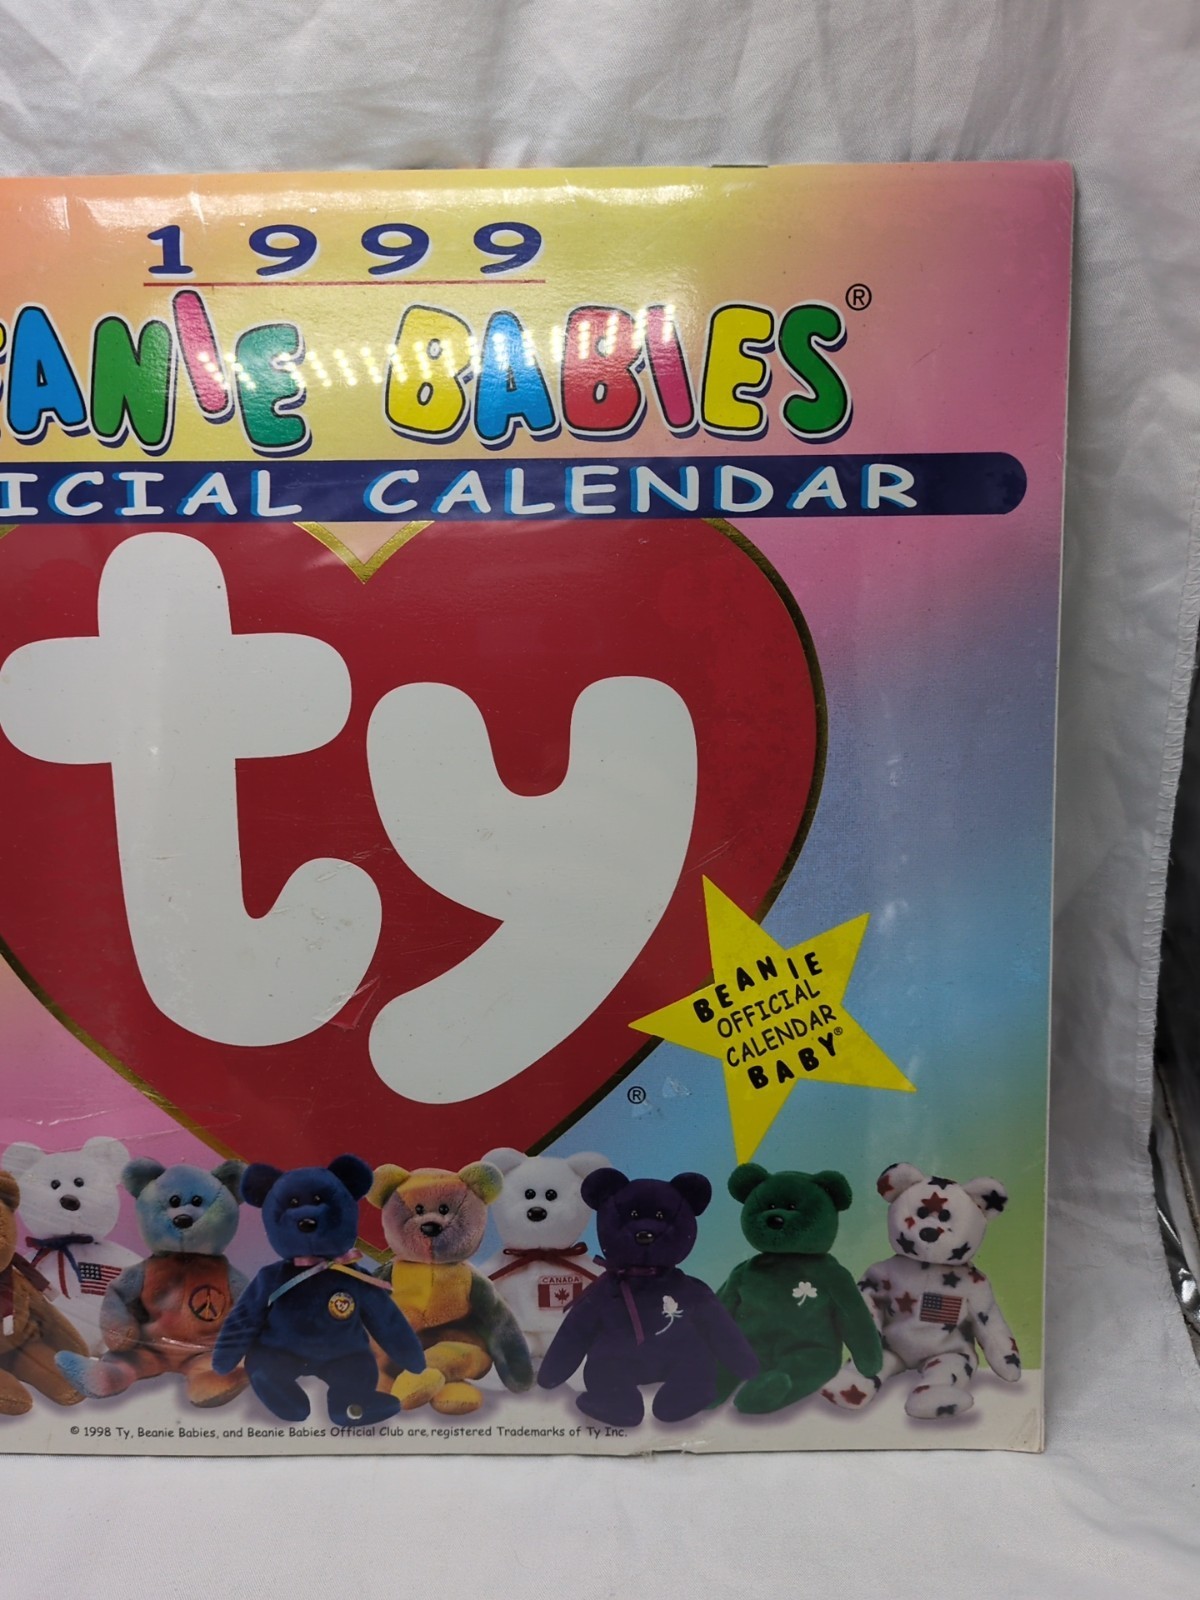 1999
EANIE BABIES®
ICIAL CALENDAR
ty
®
BEANIE
OFFICIAL
CALENDAR
BABY®
CANADA
ty
© 1998 Ty, Beanie Babies, and Beanie Babies Official Club are registered Trademarks of Ty Inc.